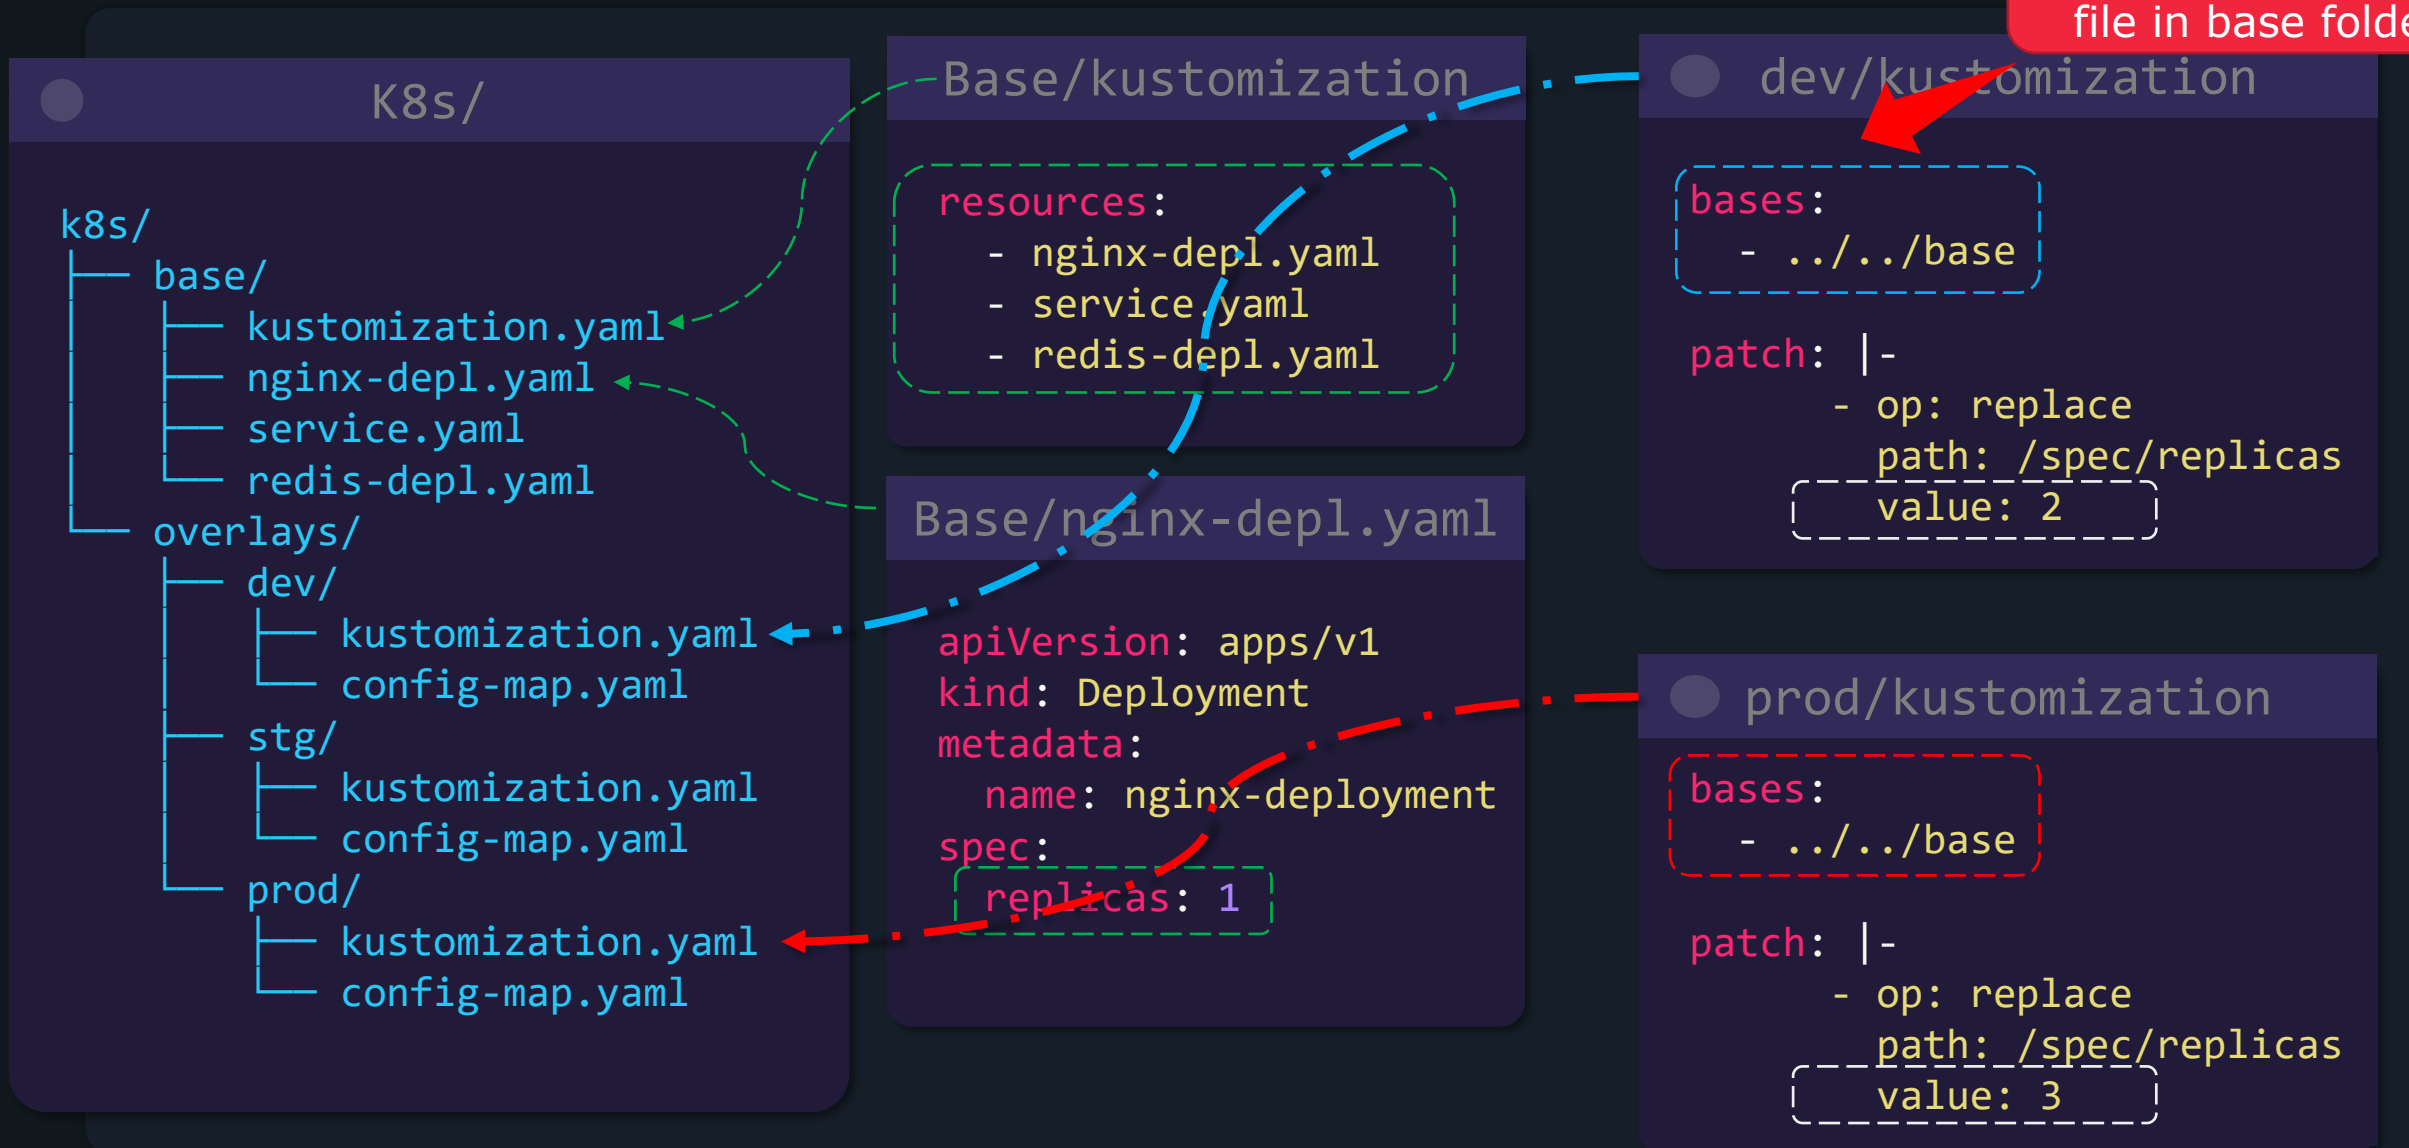 file in base folde
K8s/
k8s/
├── base/
│   ├── kustomization.yaml
│   ├── nginx-depl.yaml
│   ├── service.yaml
│   └── redis-depl.yaml
└── overlays/
    ├── dev/
    │   ├── kustomization.yaml
    │   └── config-map.yaml
    ├── stg/
    │   ├── kustomization.yaml
    │   └── config-map.yaml
    └── prod/
        ├── kustomization.yaml
        └── config-map.yaml
Base/kustomization
resources:
  - nginx-depl.yaml
  - service.yaml
  - redis-depl.yaml
Base/nginx-depl.yaml
apiVersion: apps/v1
kind: Deployment
metadata:
  name: nginx-deployment
spec:
  replicas: 1
dev/kustomization
bases:
  - ../../base
patch: |-
      - op: replace
        path: /spec/replicas
        value: 2
prod/kustomization
bases:
  - ../../base
patch: |-
      - op: replace
        path: /spec/replicas
        value: 3